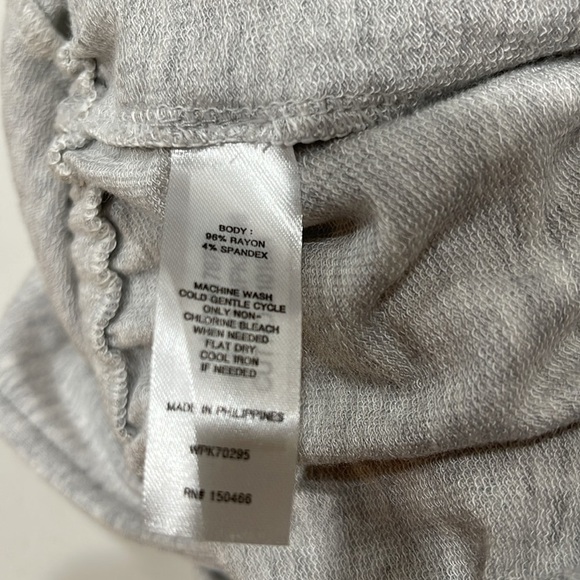 BODY :
96% RAYON
4% SPANDEX
MACHINE WASH
COLD GENTLE CYCLE
ONLY NON-
CHLORINE BLEACH
WHEN NEEDED
FLAT DRY
COOL IRON
IF NEEDED
MADE IN PHILIPPINES
WPK70295
RN# 150466